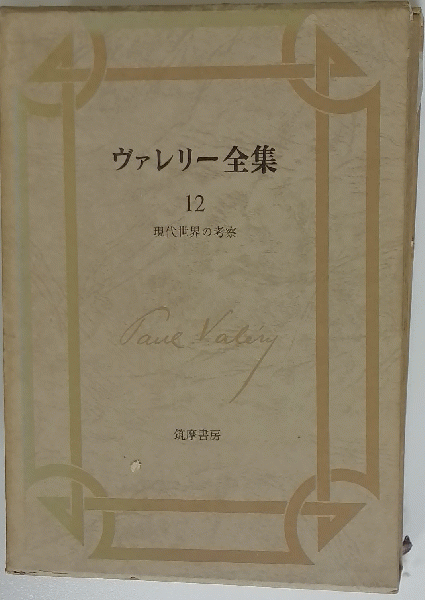 ヴァレリー全集
12
現代世界の考察
Paul Valéry
筑摩書房